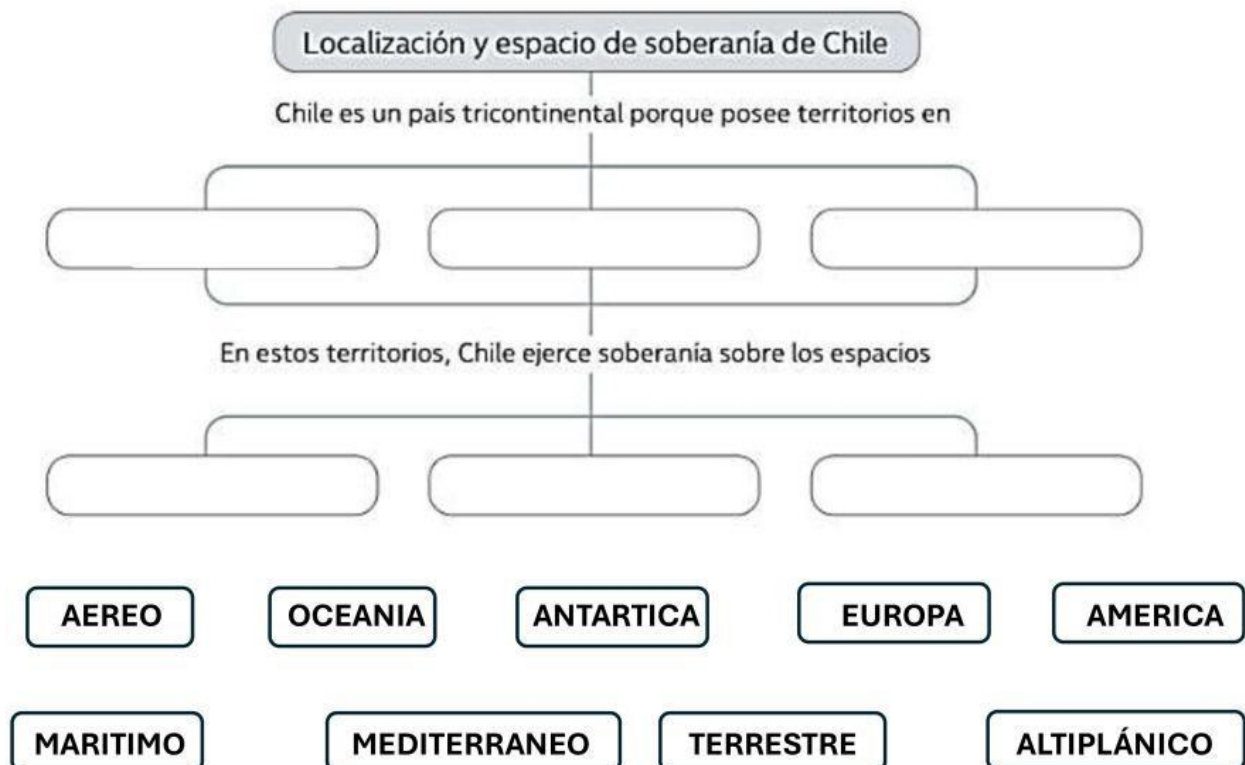 Localización y espacio de soberanía de Chile
Chile es un país tricontinental porque posee territorios en
En estos territorios, Chile ejerce soberanía sobre los espacios
AEREO
OCEANIA
ANTARTICA
EUROPA
AMERICA
MARITIMO
MEDITERRANEO
TERRESTRE
ALTIPLÁNICO